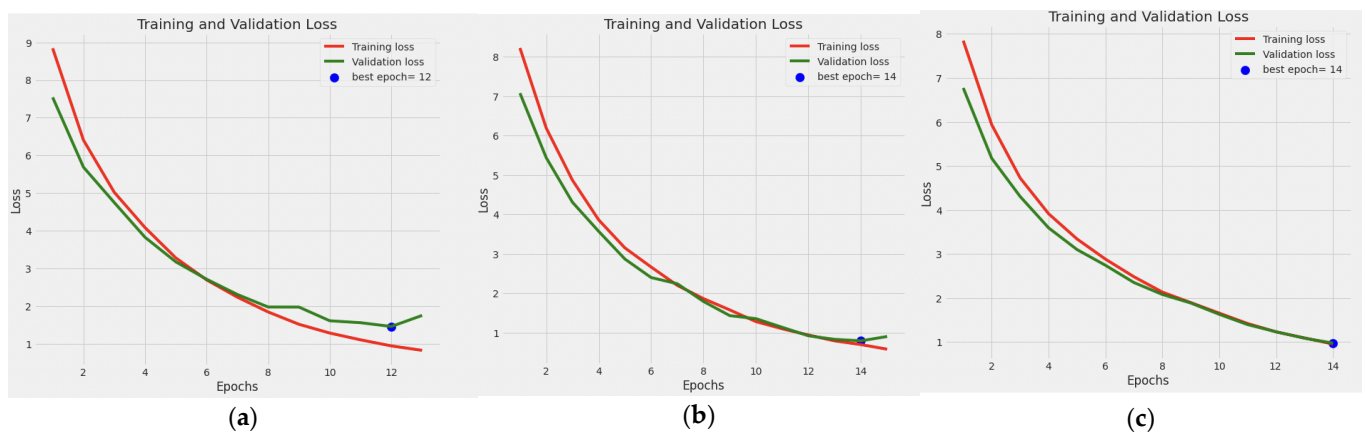 Training and Validation Loss
Training loss
Validation loss
best epoch= 12
9
8
7
6
5
4
3
2
1
Loss
2
4
6
8
10
12
Epochs
(a)
Training and Validation Loss
Training loss
Validation loss
best epoch= 14
8
7
6
5
4
3
2
1
Loss
2
4
6
8
10
12
14
Epochs
(b)
Training and Validation Loss
Training loss
Validation loss
best epoch= 14
8
7
6
5
4
3
2
1
Loss
2
4
6
8
10
12
14
Epochs
(c)